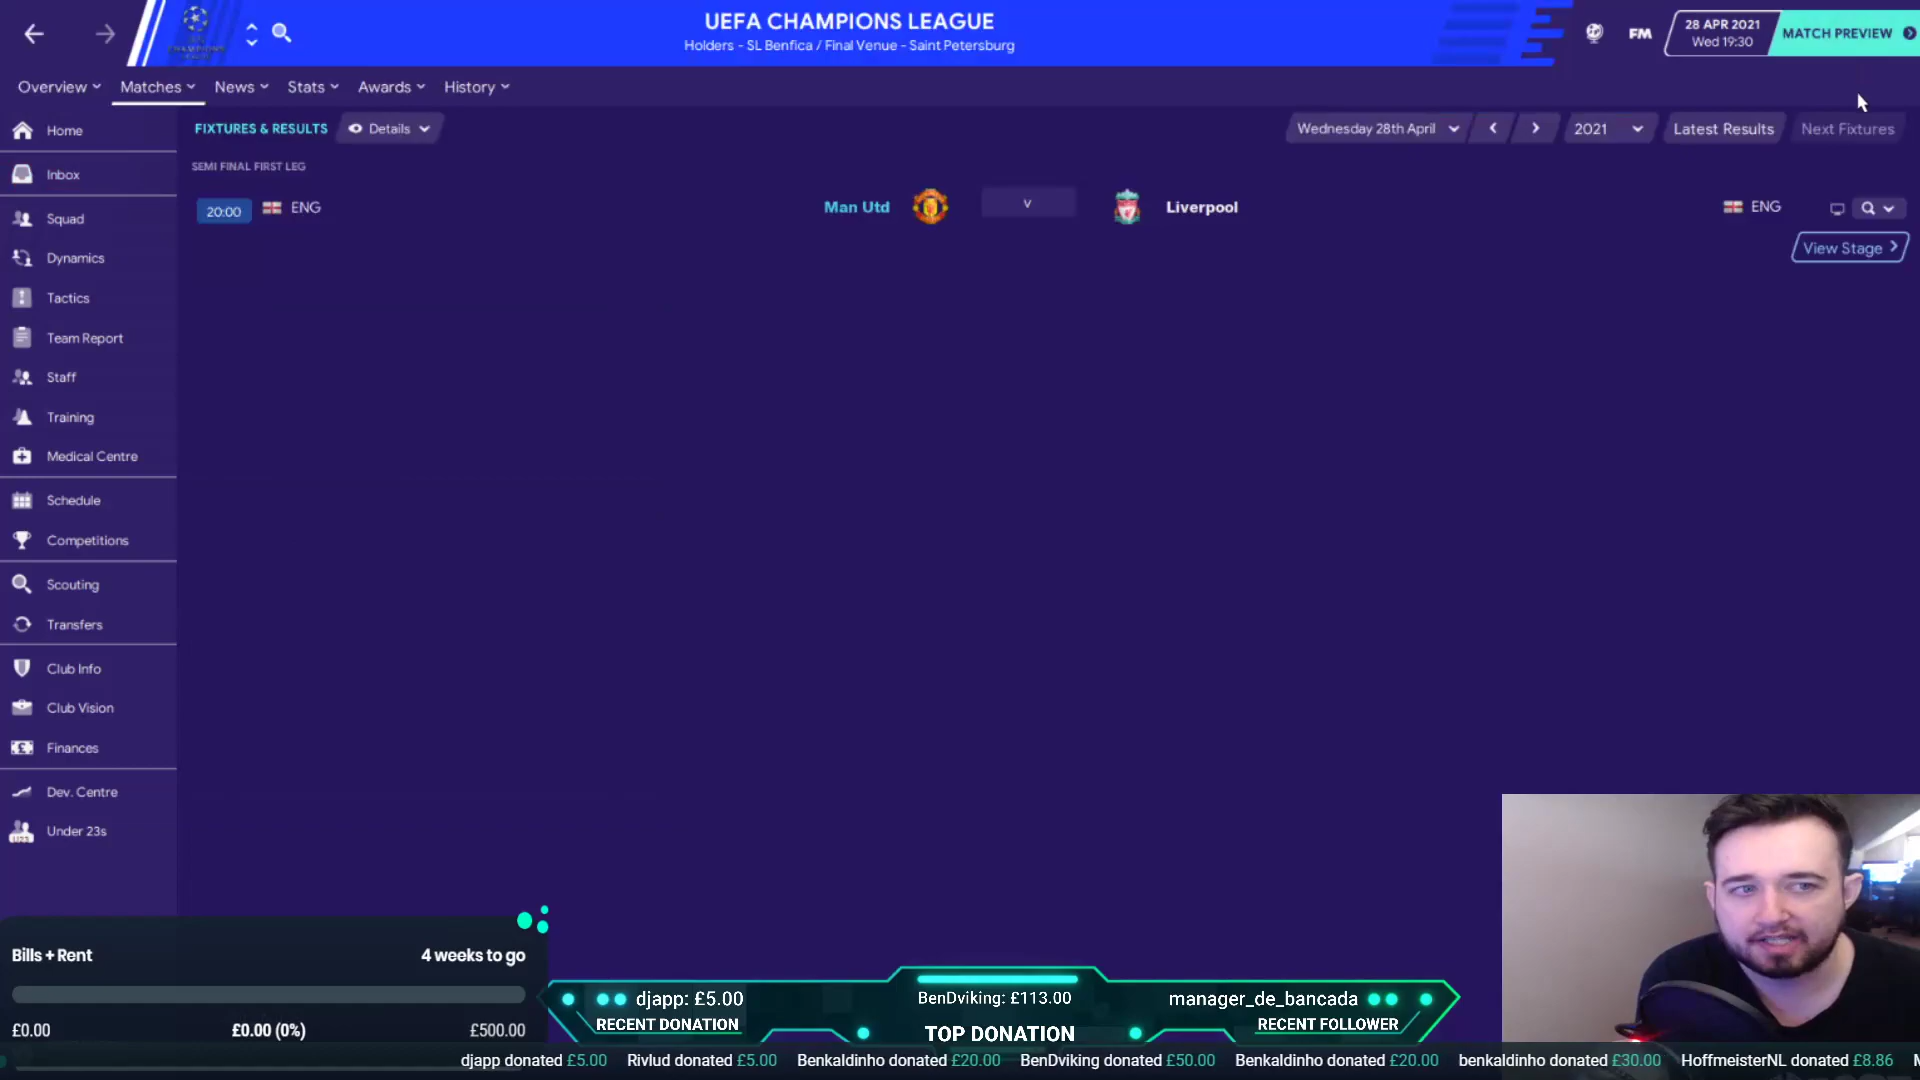 UEFA CHAMPIONS LEAGUE
Holders - SL Benfica / Final Venue - Saint Petersburg
FM
28 APR 2021
Wed 19:30
MATCH PREVIEW
Overview
Matches
News
Stats
Awards
History
Home
Inbox
Squad
Dynamics
Tactics
Team Report
Staff
Training
Medical Centre
Schedule
Competitions
Scouting
Transfers
Club Info
Club Vision
Finances
Dev. Centre
Under 23s
FIXTURES & RESULTS
Details
Wednesday 28th April
2021
Latest Results
Next Fixtures
SEMI FINAL FIRST LEG
20:00 ENG Man Utd v Liverpool ENG
View Stage
Bills + Rent 4 weeks to go
£0.00 £0.00 (0%) £500.00
djapp: £5.00
RECENT DONATION
BenDviking: £113.00
TOP DONATION
manager_de_bancada
RECENT FOLLOWER
djapp donated £5.00 Rivlud donated £5.00 Benkaldinho donated £20.00 BenDviking donated £50.00 Benkaldinho donated £20.00 benkaldinho donated £30.00 HoffmeisterNL donated £8.86